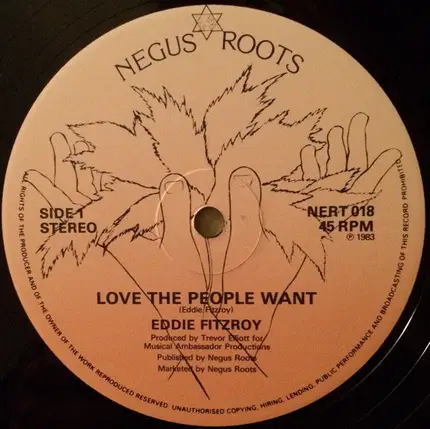 NEGUS ROOTS
SIDE 1
STEREO
NERT 018
45 RPM
℗ 1983
LOVE THE PEOPLE WANT
(Eddie Fitzroy)
EDDIE FITZROY
Produced by Trevor Elliott for
Musical Ambassador Productions
Published by Negus Roots
Marketed by Negus Roots
ALL RIGHTS OF THE PRODUCER AND OF THE OWNER OF THE WORK REPRODUCED RESERVED. UNAUTHORISED COPYING, HIRING, LENDING, PUBLIC PERFORMANCE AND BROADCASTING OF THIS RECORD PROHIBITED